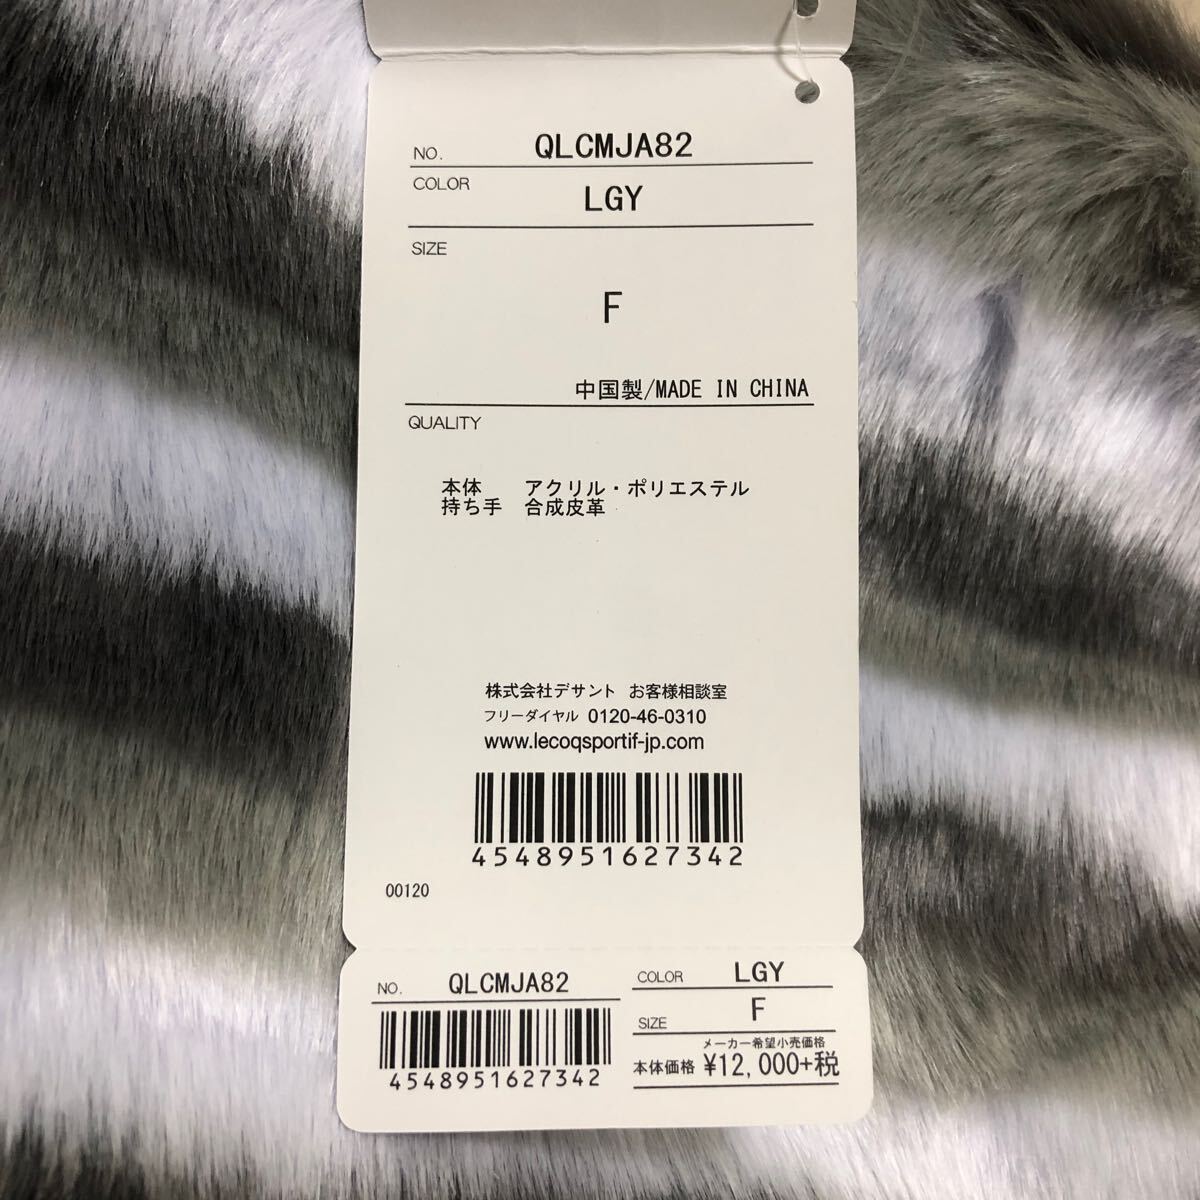 NO. QLCMJA82
COLOR LGY
SIZE
F
中国製/MADE IN CHINA
QUALITY
本体 アクリル・ポリエステル
持ち手 合成皮革
株式会社デサント お客様相談室
フリーダイヤル 0120-46-0310
www.lecoqsportif-jp.com
4548951627342
00120
NO. QLCMJA82
4548951627342
COLOR LGY
SIZE F
メーカー希望小売価格
本体価格 ¥12,000+税